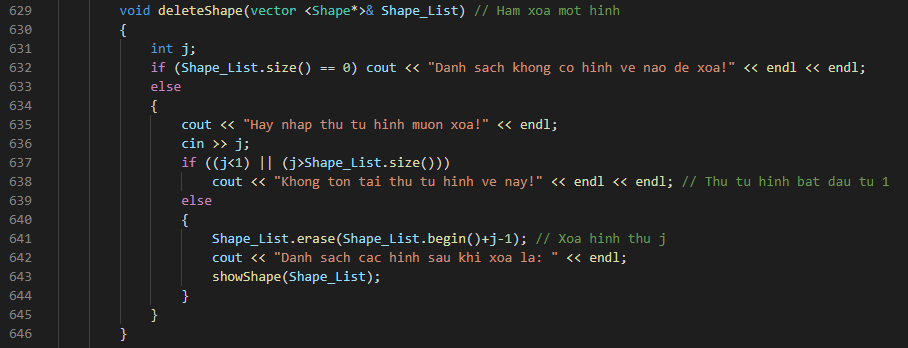 629 void deleteShape(vector <Shape*>& Shape_List) // Ham xoa mot hinh
630 {
631 int j;
632 if (Shape_List.size() == 0) cout << "Danh sach khong co hinh ve nao de xoa!" << endl << endl;
633 else
634 {
635 cout << "Hay nhap thu tu hinh muon xoa!" << endl;
636 cin >> j;
637 if ((j<1) || (j>Shape_List.size()))
638 cout << "Khong ton tai thu tu hinh ve nay!" << endl << endl; // Thu tu hinh bat dau tu 1
639 else
640 {
641 Shape_List.erase(Shape_List.begin()+j-1); // Xoa hinh thu j
642 cout << "Danh sach cac hinh sau khi xoa la: " << endl;
643 showShape(Shape_List);
644 }
645 }
646 }